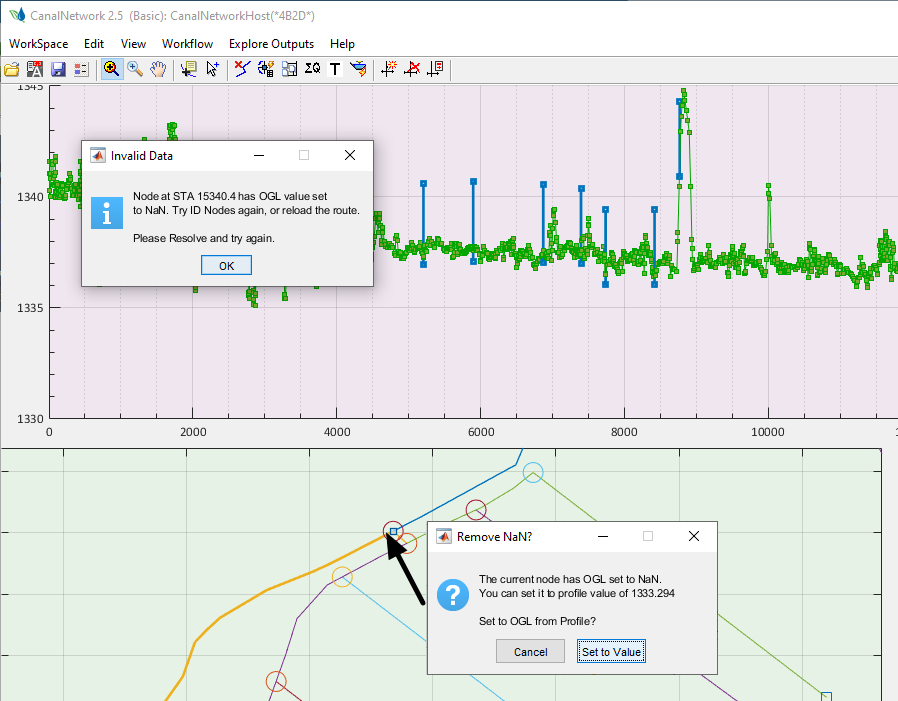 CanalNetwork 2.5 (Basic): CanalNetworkHost(*4B2D*)
WorkSpace Edit View Workflow Explore Outputs Help
ΣQ T
1345
1340
1335
1330
0 2000 4000 6000 8000 10000
Invalid Data
Node at STA 15340.4 has OGL value set
to NaN. Try ID Nodes again, or reload the route.
Please Resolve and try again.
OK
Remove NaN?
The current node has OGL set to NaN.
You can set it to profile value of 1333.294
Set to OGL from Profile?
Cancel Set to Value